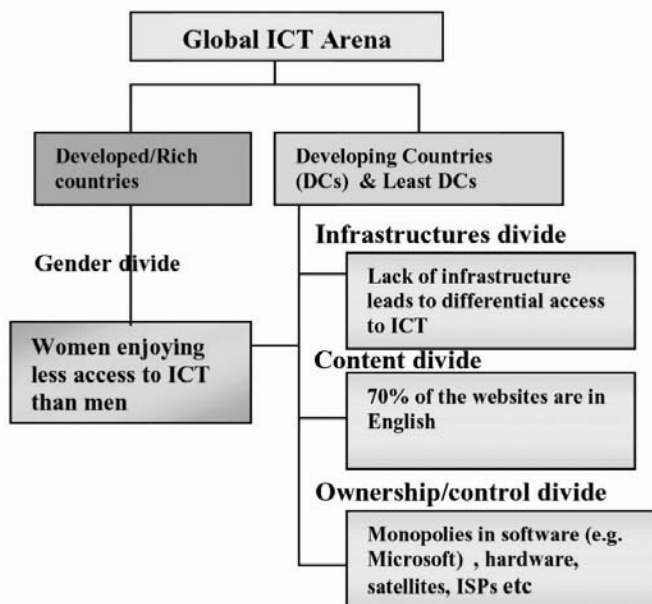 Global ICT Arena
Developed/Rich
countries
Developing Countries
(DCs) & Least DCs
Gender divide
Women enjoying
less access to ICT
than men
Infrastructures divide
Lack of infrastructure
leads to differential access
to ICT
Content divide
70% of the websites are in
English
Ownership/control divide
Monopolies in software (e.g.
Microsoft) , hardware,
satellites, ISPs etc